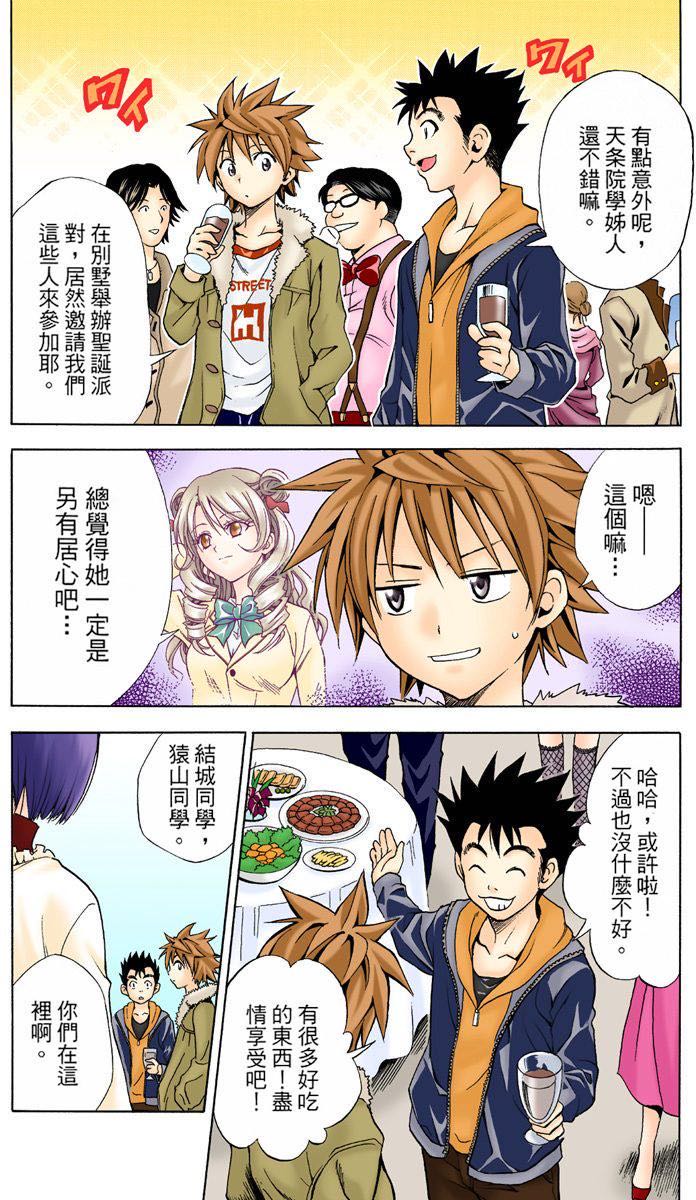 ワイ
ワイ
有點意外呢，
天条院學姊人
還不錯嘛。
STREET
H
在別墅舉辦聖誕派
對，居然邀請我們
這些人來參加耶。
嗯——
這個嘛…
總覺得她一定是
另有居心吧…
哈哈，或許啦！
不過也沒什麼不好。
有很多好吃
的東西！盡
情享受吧！
結城同學，
猿山同學。
你們在這
裡啊。